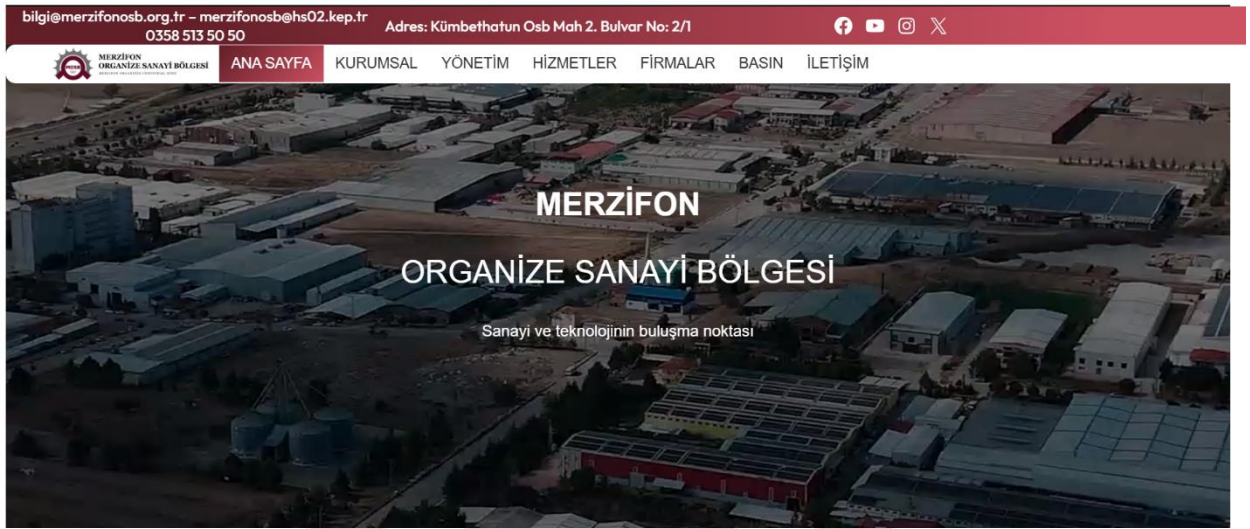 bilgi@merzifonosb.org.tr – merzifonosb@hs02.kep.tr
0358 513 50 50
Adres: Kümbethatun Osb Mah 2. Bulvar No: 2/1
MERZİFON
ORGANİZE SANAYİ BÖLGESİ
ANA SAYFA
KURUMSAL
YÖNETİM
HİZMETLER
FİRMALAR
BASIN
İLETİŞİM
MERZİFON
ORGANİZE SANAYİ BÖLGESİ
Sanayi ve teknolojinin buluşma noktası